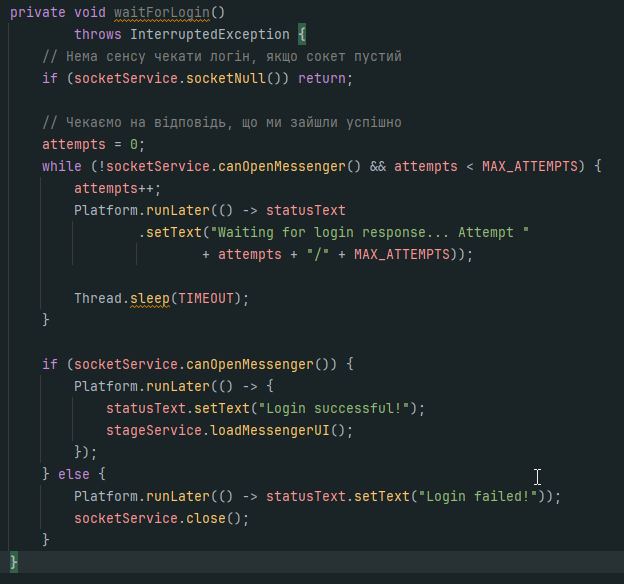 private void waitForLogin()
        throws InterruptedException {
    // Нема сенсу чекати логін, якщо сокет пустий
    if (socketService.socketNull()) return;

    // Чекаємо на відповідь, що ми зайшли успішно
    attempts = 0;
    while (!socketService.canOpenMessenger() && attempts < MAX_ATTEMPTS) {
        attempts++;
        Platform.runLater(() -> statusText
                .setText("Waiting for login response... Attempt "
                        + attempts + "/" + MAX_ATTEMPTS));

        Thread.sleep(TIMEOUT);
    }

    if (socketService.canOpenMessenger()) {
        Platform.runLater(() -> {
            statusText.setText("Login successful!");
            stageService.loadMessengerUI();
        });
    } else {
        Platform.runLater(() -> statusText.setText("Login failed!"));
        socketService.close();
    }
}